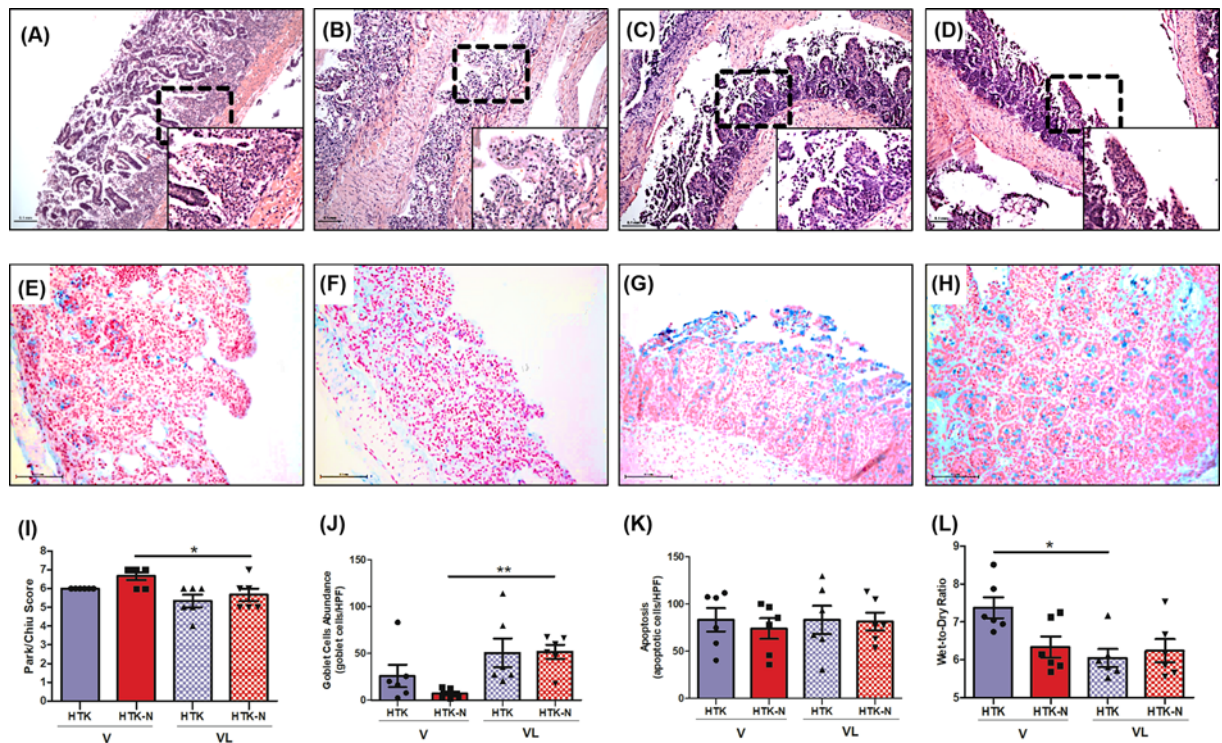 (A)
(B)
(C)
(D)
0.1 mm
(E)
(F)
(G)
(H)
(I)
(J)
(K)
(L)
Park/Chiu Score
8
7
6
5
4
3
2
1
0
*
HTK
HTK-N
HTK
HTK-N
V
VL
Goblet Cells Abundance
(goblet cells/HPF)
150
100
50
0
**
HTK
HTK-N
HTK
HTK-N
V
VL
Apoptosis
(apoptotic cells/HPF)
150
100
50
0
HTK
HTK-N
HTK
HTK-N
V
VL
Wet-to-Dry Ratio
9
8
7
6
5
*
HTK
HTK-N
HTK
HTK-N
V
VL